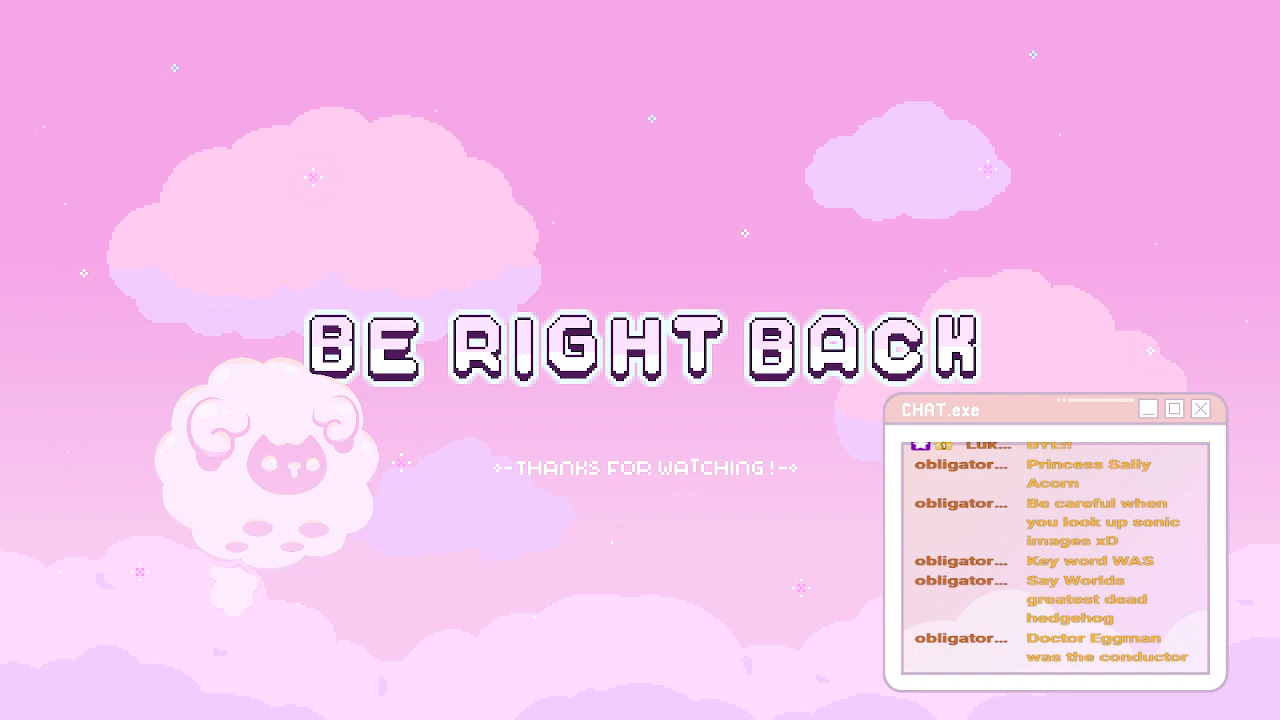 BE RIGHT BACK
THANKS FOR WATCHING!
CHAT.exe
Luk... BYE!!
obligator... Princess Sally
Acorn
obligator... Be careful when
you look up sonic
images xD
obligator... Key word WAS
obligator... Say Worlds
greatest dead
hedgehog
obligator... Doctor Eggman
was the conductor